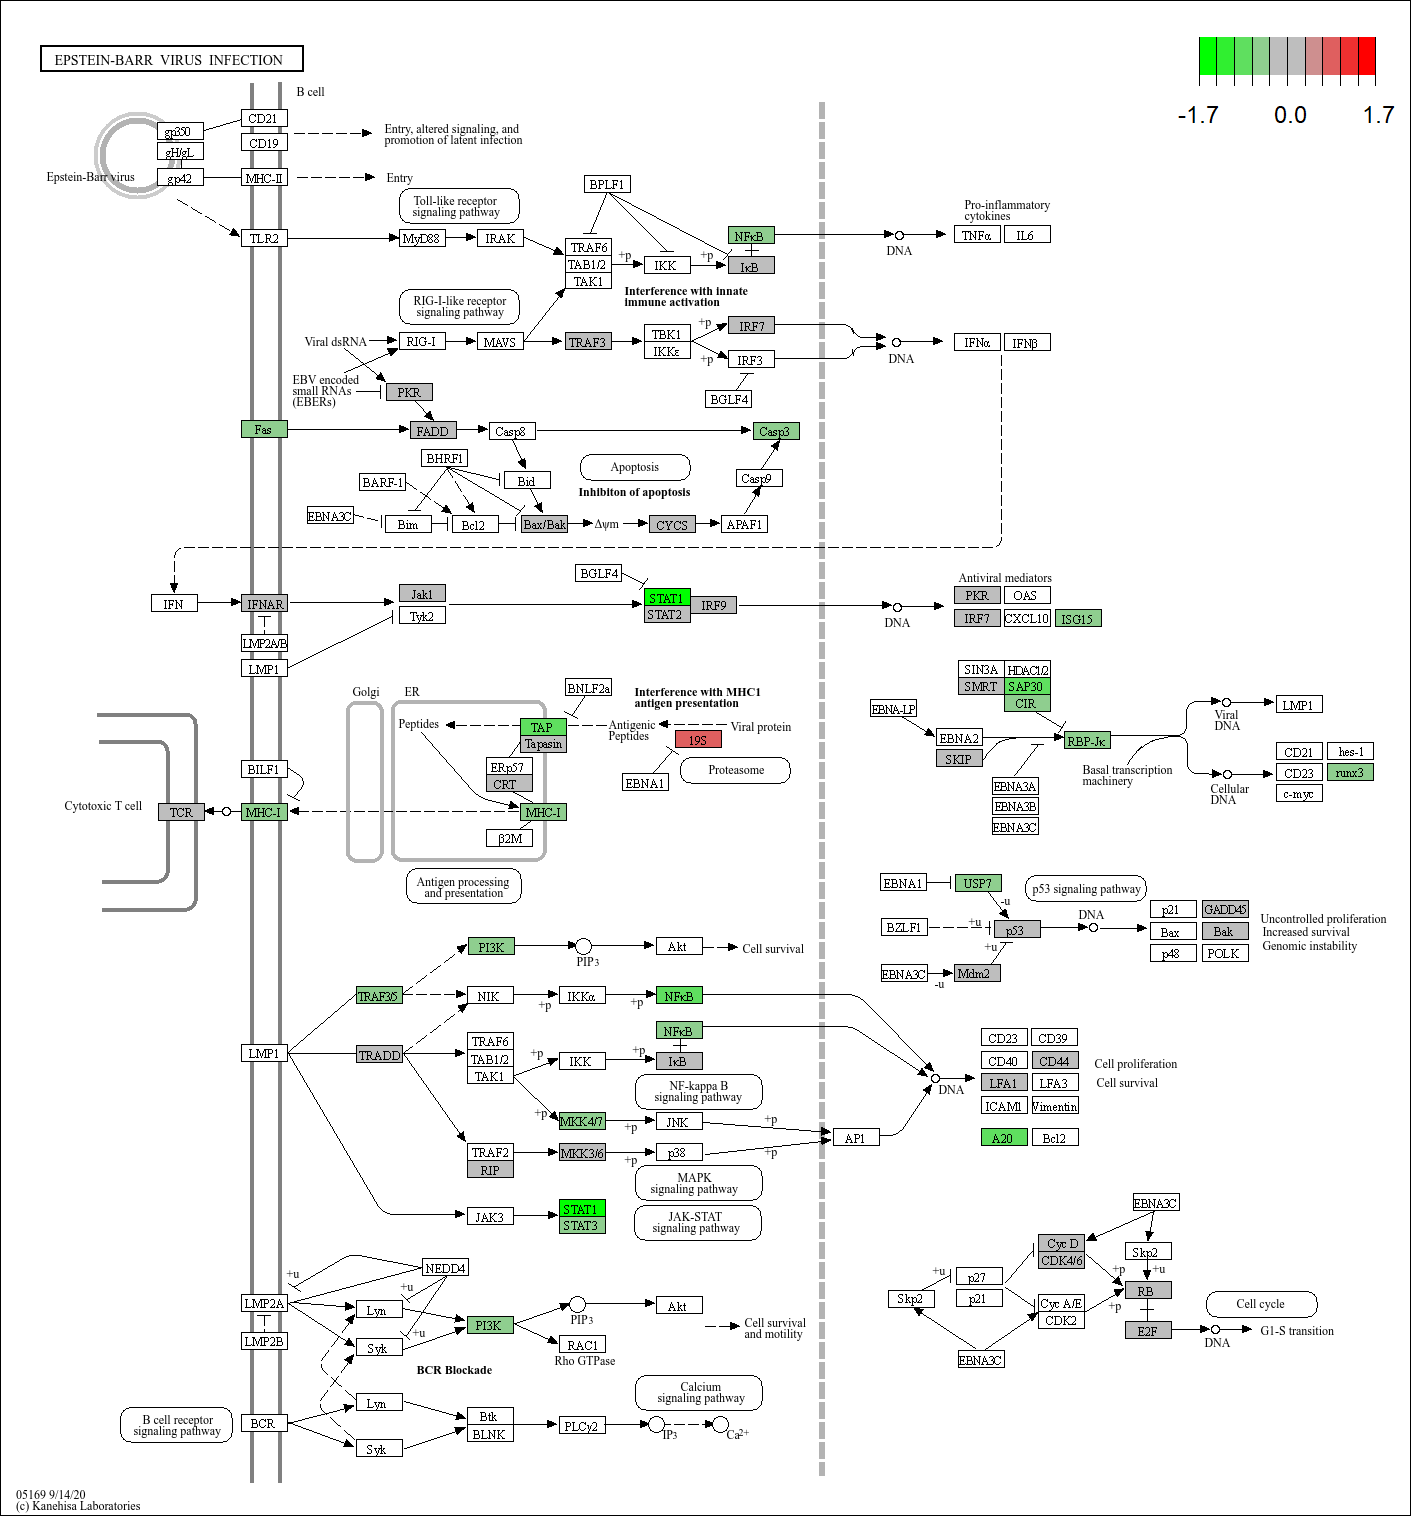 EPSTEIN-BARR VIRUS INFECTION
-1.7
0.0
1.7
B cell
gp350
gH/gL
gp42
Epstein-Barr virus
CD21
CD19
MHC-II
Entry, altered signaling, and
promotion of latent infection
Entry
Toll-like receptor
signaling pathway
BPLF1
TLR2
MyD88
IRAK
TRAF6
TAB1/2
TAK1
+p
IKK
+p
NFκB
IκB
DNA
Pro-inflammatory
cytokines
TNFα
IL6
Interference with innate
immune activation
RIG-I-like receptor
signaling pathway
Viral dsRNA
RIG-I
MAVS
TRAF3
TBK1
IKKε
+p
+p
IRF7
IRF3
BGLF4
DNA
IFNα
IFNβ
EBV encoded
small RNAs
(EBERs)
PKR
Fas
FADD
Casp8
Casp3
BHRF1
BARF-1
Bid
Apoptosis
Inhibiton of apoptosis
Casp9
EBNA3C
Bim
Bcl2
Bax/Bak
Δψm
CYCS
APAF1
IFN
IFNAR
LMP2A/B
LMP1
Jak1
Tyk2
BGLF4
STAT1
STAT2
IRF9
DNA
Antiviral mediators
PKR
OAS
IRF7
CXCL10
ISG15
Golgi
ER
BNLF2a
Interference with MHC1
antigen presentation
Peptides
TAP
Tapasin
Antigenic
Peptides
Viral protein
19S
EBNA1
Proteasome
ERp57
CRT
MHC-I
β2M
BILF1
MHC-I
TCR
Cytotoxic T cell
Antigen processing
and presentation
SIN3A
HDAC1/2
SMRT
SAP30
CIR
EBNA-LP
EBNA2
SKIP
RBP-Jκ
EBNA3A
EBNA3B
EBNA3C
Basal transcription
machinery
Viral
DNA
LMP1
Cellular
DNA
CD21
hes-1
CD23
runx3
c-myc
EBNA1
USP7
p53 signaling pathway
-u
BZLF1
+u
p53
+u
EBNA3C
-u
Mdm2
DNA
p21
GADD45
Bax
Bak
p48
POLK
Uncontrolled proliferation
Increased survival
Genomic instability
PI3K
PIP3
Akt
Cell survival
TRAF3/5
NIK
+p
IKKα
+p
NFκB
LMP1
TRADD
TRAF6
TAB1/2
TAK1
+p
IKK
+p
NFκB
IκB
NF-kappa B
signaling pathway
+p
MKK4/7
+p
JNK
+p
TRAF2
RIP
MKK3/6
+p
p38
+p
MAPK
signaling pathway
AP1
DNA
CD23
CD39
CD40
CD44
LFA1
LFA3
ICAM1
Vimentin
A20
Bcl2
Cell proliferation
Cell survival
JAK3
STAT1
STAT3
JAK-STAT
signaling pathway
NEDD4
+u
+u
+u
LMP2A
LMP2B
Lyn
Syk
PI3K
PIP3
Akt
RAC1
Rho GTPase
Cell survival
and motility
BCR Blockade
B cell receptor
signaling pathway
BCR
Lyn
Syk
Btk
BLNK
PLCγ2
IP3
Ca2+
Calcium
signaling pathway
EBNA3C
Cyc D
CDK4/6
Skp2
+p
+u
+u
p27
p21
Skp2
Cyc A/E
CDK2
+p
RB
E2F
EBNA3C
DNA
Cell cycle
G1-S transition
05169 9/14/20
(c) Kanehisa Laboratories